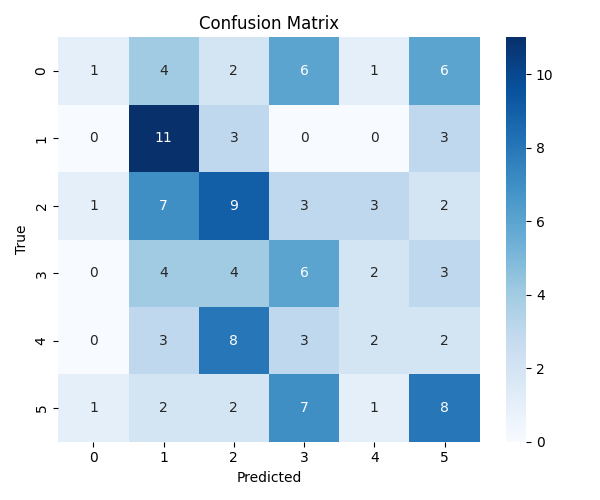 Confusion Matrix
True
0 1 4 2 6 1 6
1 0 11 3 0 0 3
2 1 7 9 3 3 2
3 0 4 4 6 2 3
4 0 3 8 3 2 2
5 1 2 2 7 1 8
0 1 2 3 4 5
Predicted
10
8
6
4
2
0